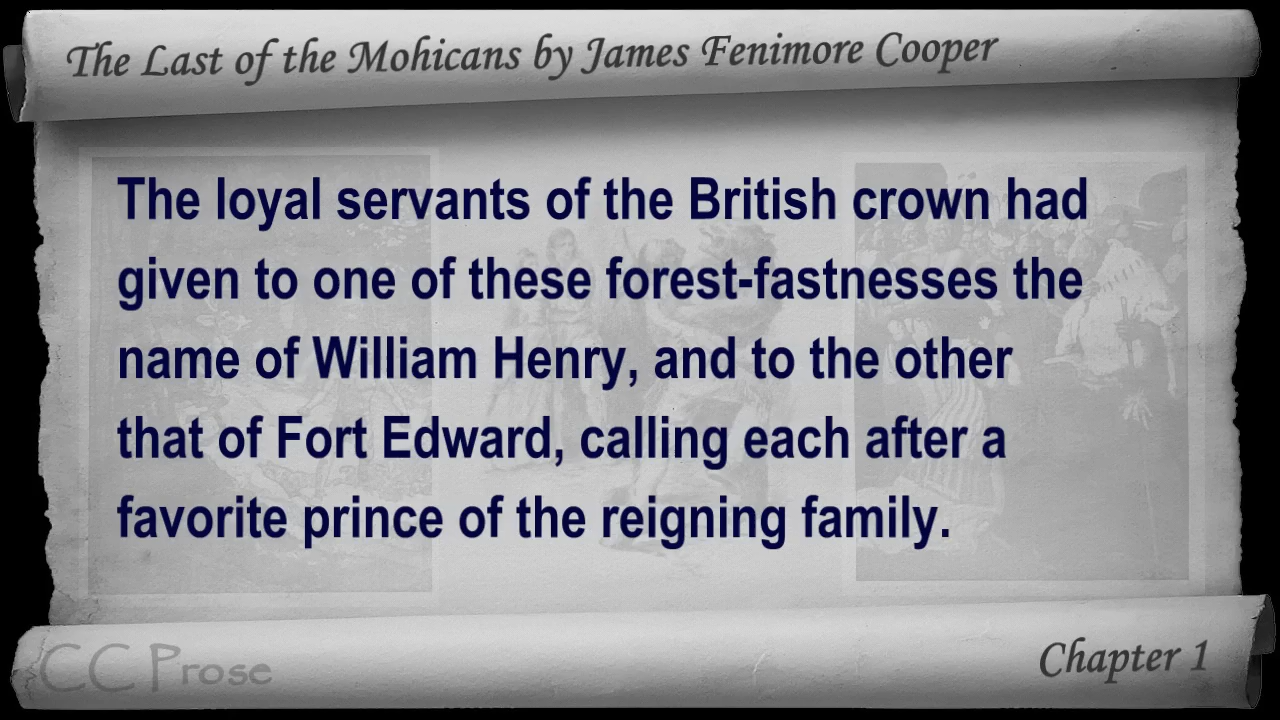 The Last of the Mohicans by James Fenimore Cooper
The loyal servants of the British crown had
given to one of these forest-fastnesses the
name of William Henry, and to the other
that of Fort Edward, calling each after a
favorite prince of the reigning family.
CC Prose
Chapter 1